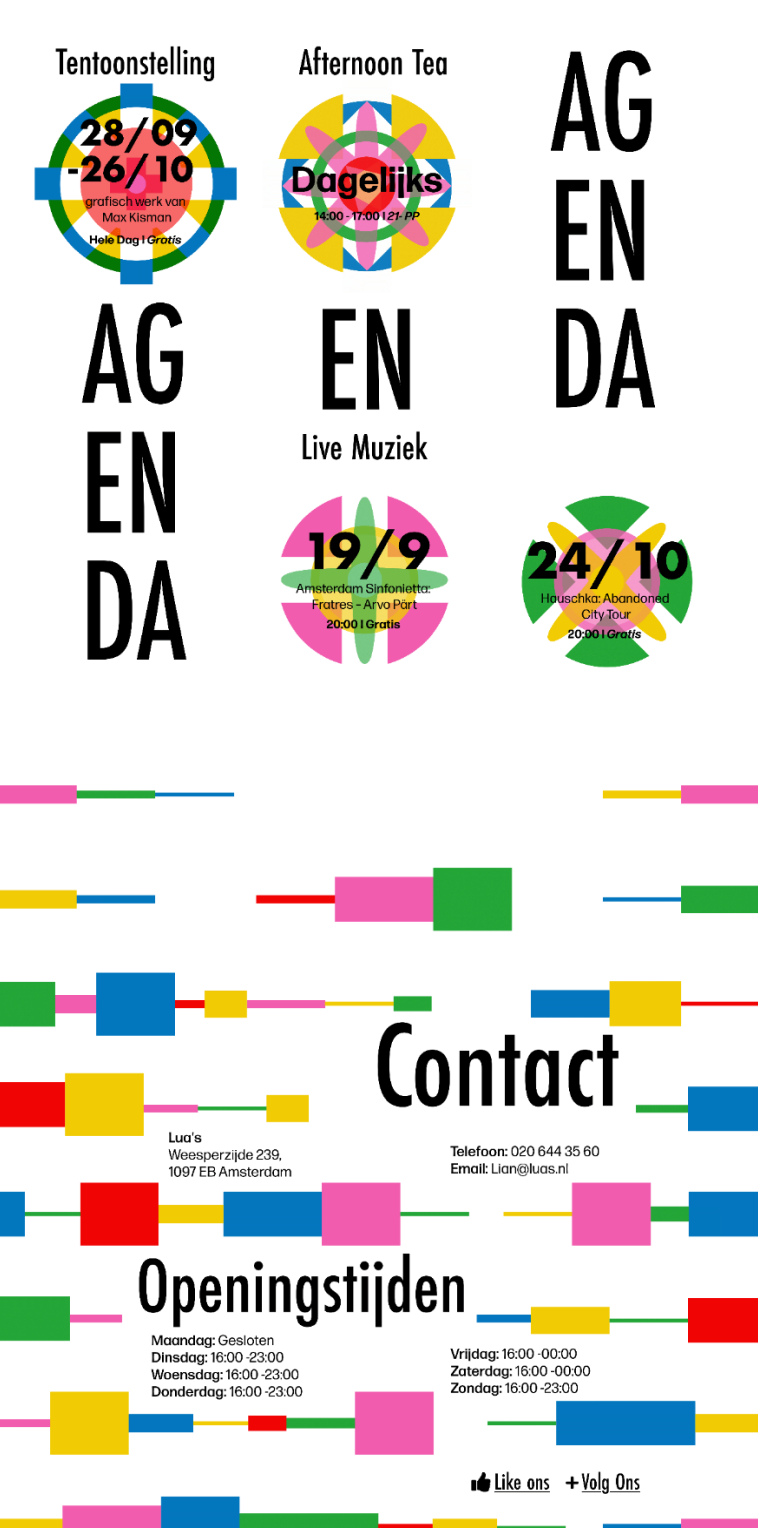 Tentoonstelling
28/09
-26/10
grafisch werk van
Max Kisman
Hele Dag | Gratis
Afternoon Tea
Dagelijks
14:00 - 17:00 | 21- PP
AG
EN
DA
AG
EN
DA
EN
Live Muziek
19/9
Amsterdam Sinfonietta:
Fratres - Arvo Pärt
20:00 | Gratis
24/10
Hauschka: Abandoned
City Tour
20:00 | Gratis
Contact
Lua's
Weesperzijde 239,
1097 EB Amsterdam
Telefoon: 020 644 35 60
Email: Lian@luas.nl
Openingstijden
Maandag: Gesloten
Dinsdag: 16:00 -23:00
Woensdag: 16:00 -23:00
Donderdag: 16:00 -23:00
Vrijdag: 16:00 -00:00
Zaterdag: 16:00 -00:00
Zondag: 16:00 -23:00
Like ons
+ Volg Ons